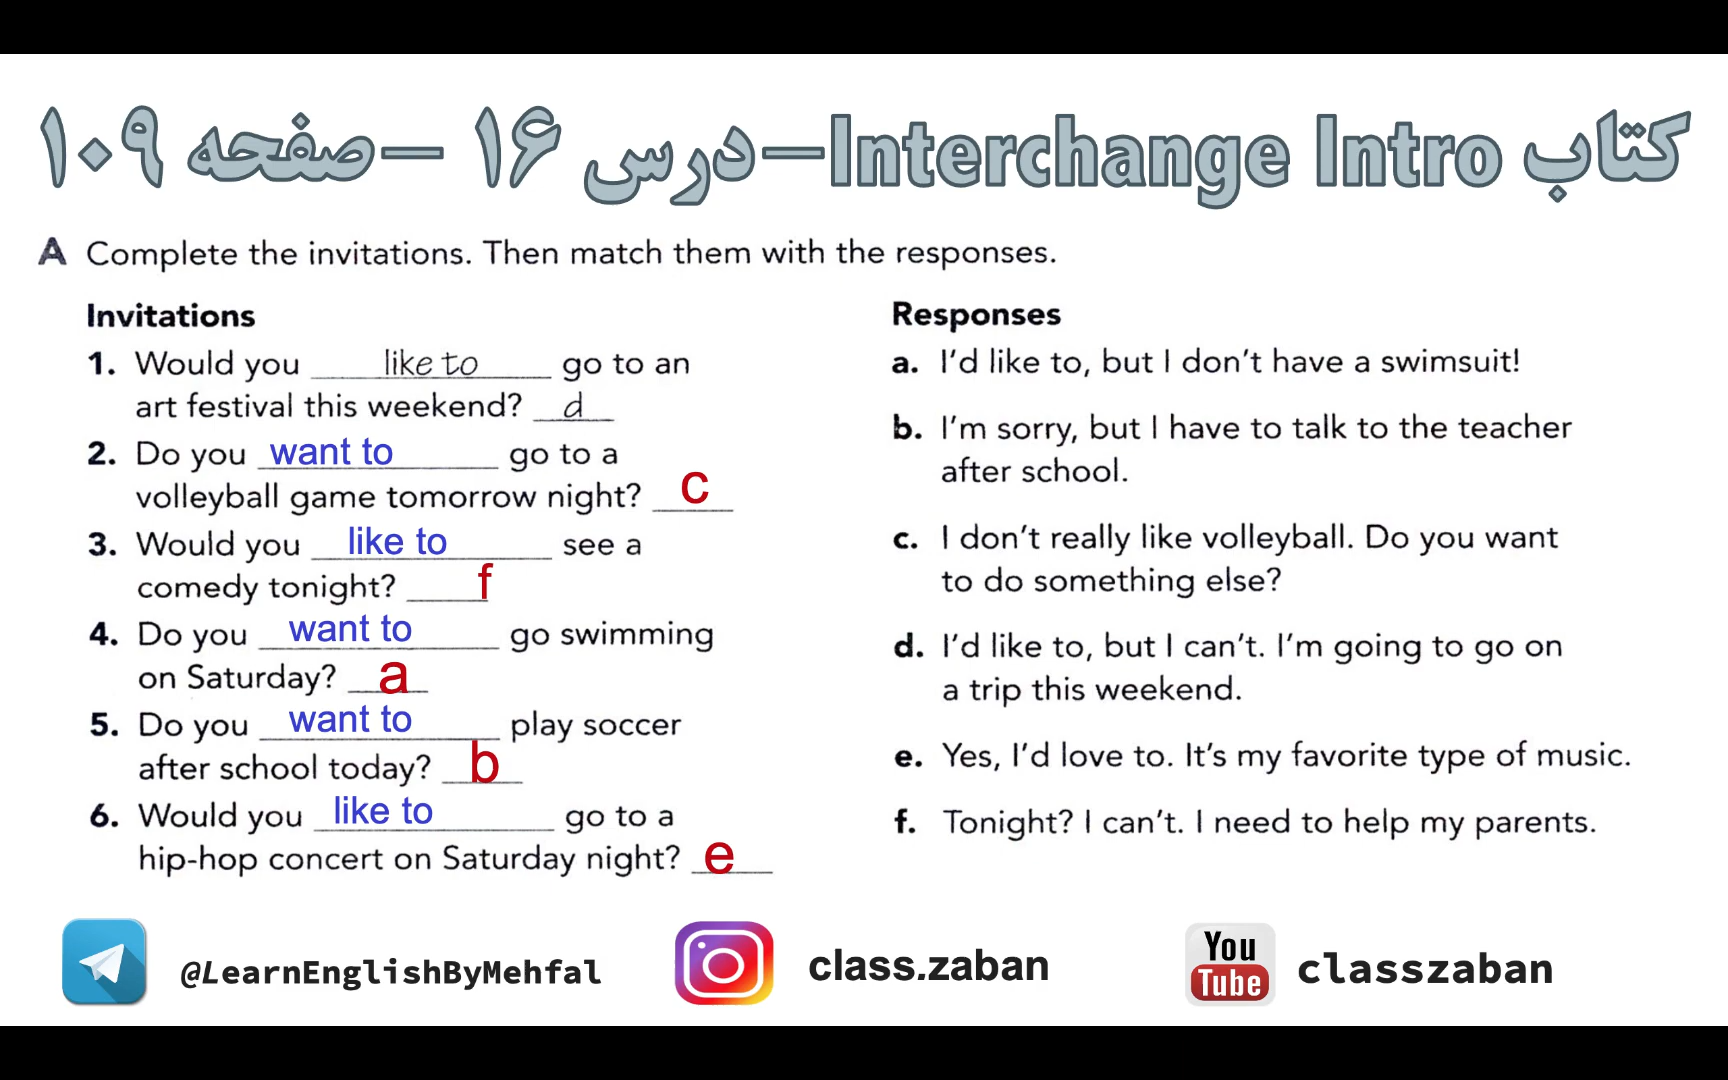 کتاب Interchange Intro–درس ۱۶ –صفحه ۱۰۹
A Complete the invitations. Then match them with the responses.
Invitations
1. Would you like to go to an
art festival this weekend? d
2. Do you want to go to a
volleyball game tomorrow night? c
3. Would you like to see a
comedy tonight? f
4. Do you want to go swimming
on Saturday? a
5. Do you want to play soccer
after school today? b
6. Would you like to go to a
hip-hop concert on Saturday night? e
Responses
a. I'd like to, but I don't have a swimsuit!
b. I'm sorry, but I have to talk to the teacher
after school.
c. I don't really like volleyball. Do you want
to do something else?
d. I'd like to, but I can't. I'm going to go on
a trip this weekend.
e. Yes, I'd love to. It's my favorite type of music.
f. Tonight? I can't. I need to help my parents.
@LearnEnglishByMehfal
class.zaban
You
Tube
classzaban